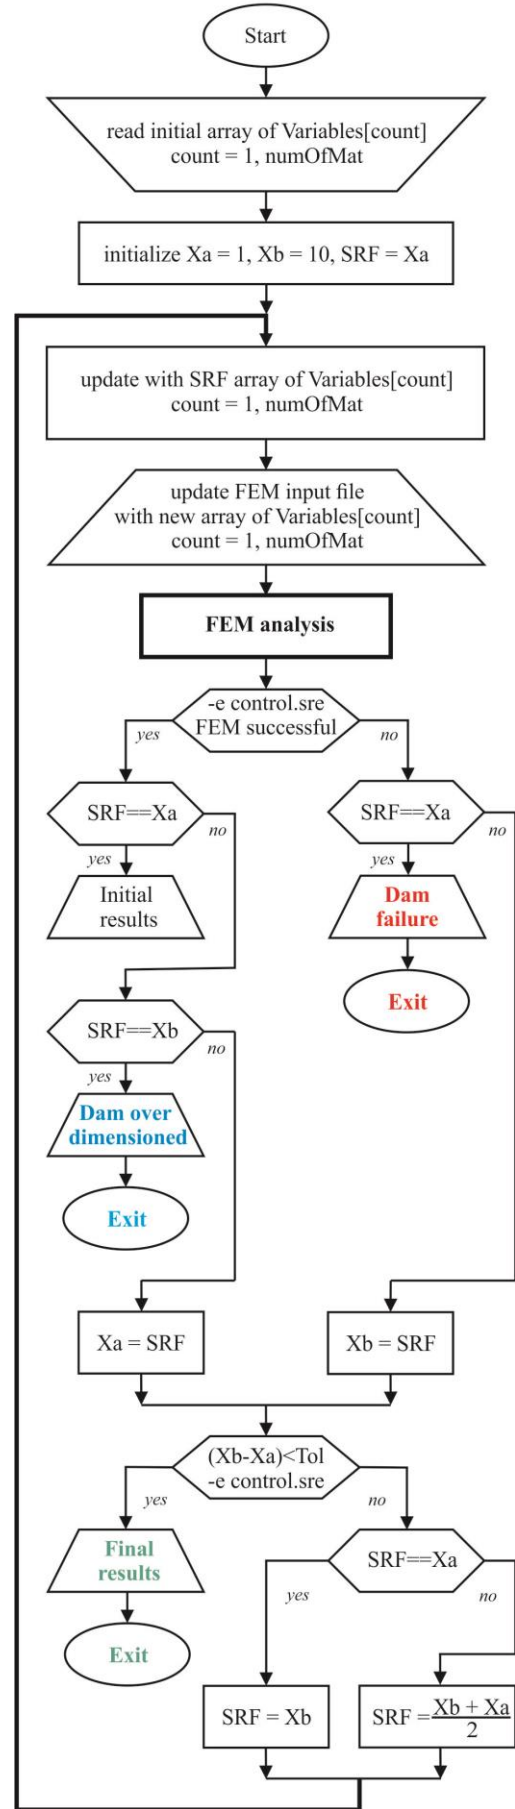 Start
read initial array of Variables[count]
count = 1, numOfMat
initialize Xa = 1, Xb = 10, SRF = Xa
update with SRF array of Variables[count]
count = 1, numOfMat
update FEM input file
with new array of Variables[count]
count = 1, numOfMat
FEM analysis
-e control.sre
FEM successful
yes
no
SRF==Xa
no
yes
Initial
results
SRF==Xa
no
yes
Dam
failure
Exit
SRF==Xb
no
yes
Dam over
dimensioned
Exit
Xa = SRF
Xb = SRF
(Xb-Xa)<Tol
-e control.sre
yes
no
Final
results
Exit
SRF==Xa
yes
no
SRF = Xb
SRF = Xb + Xa
2